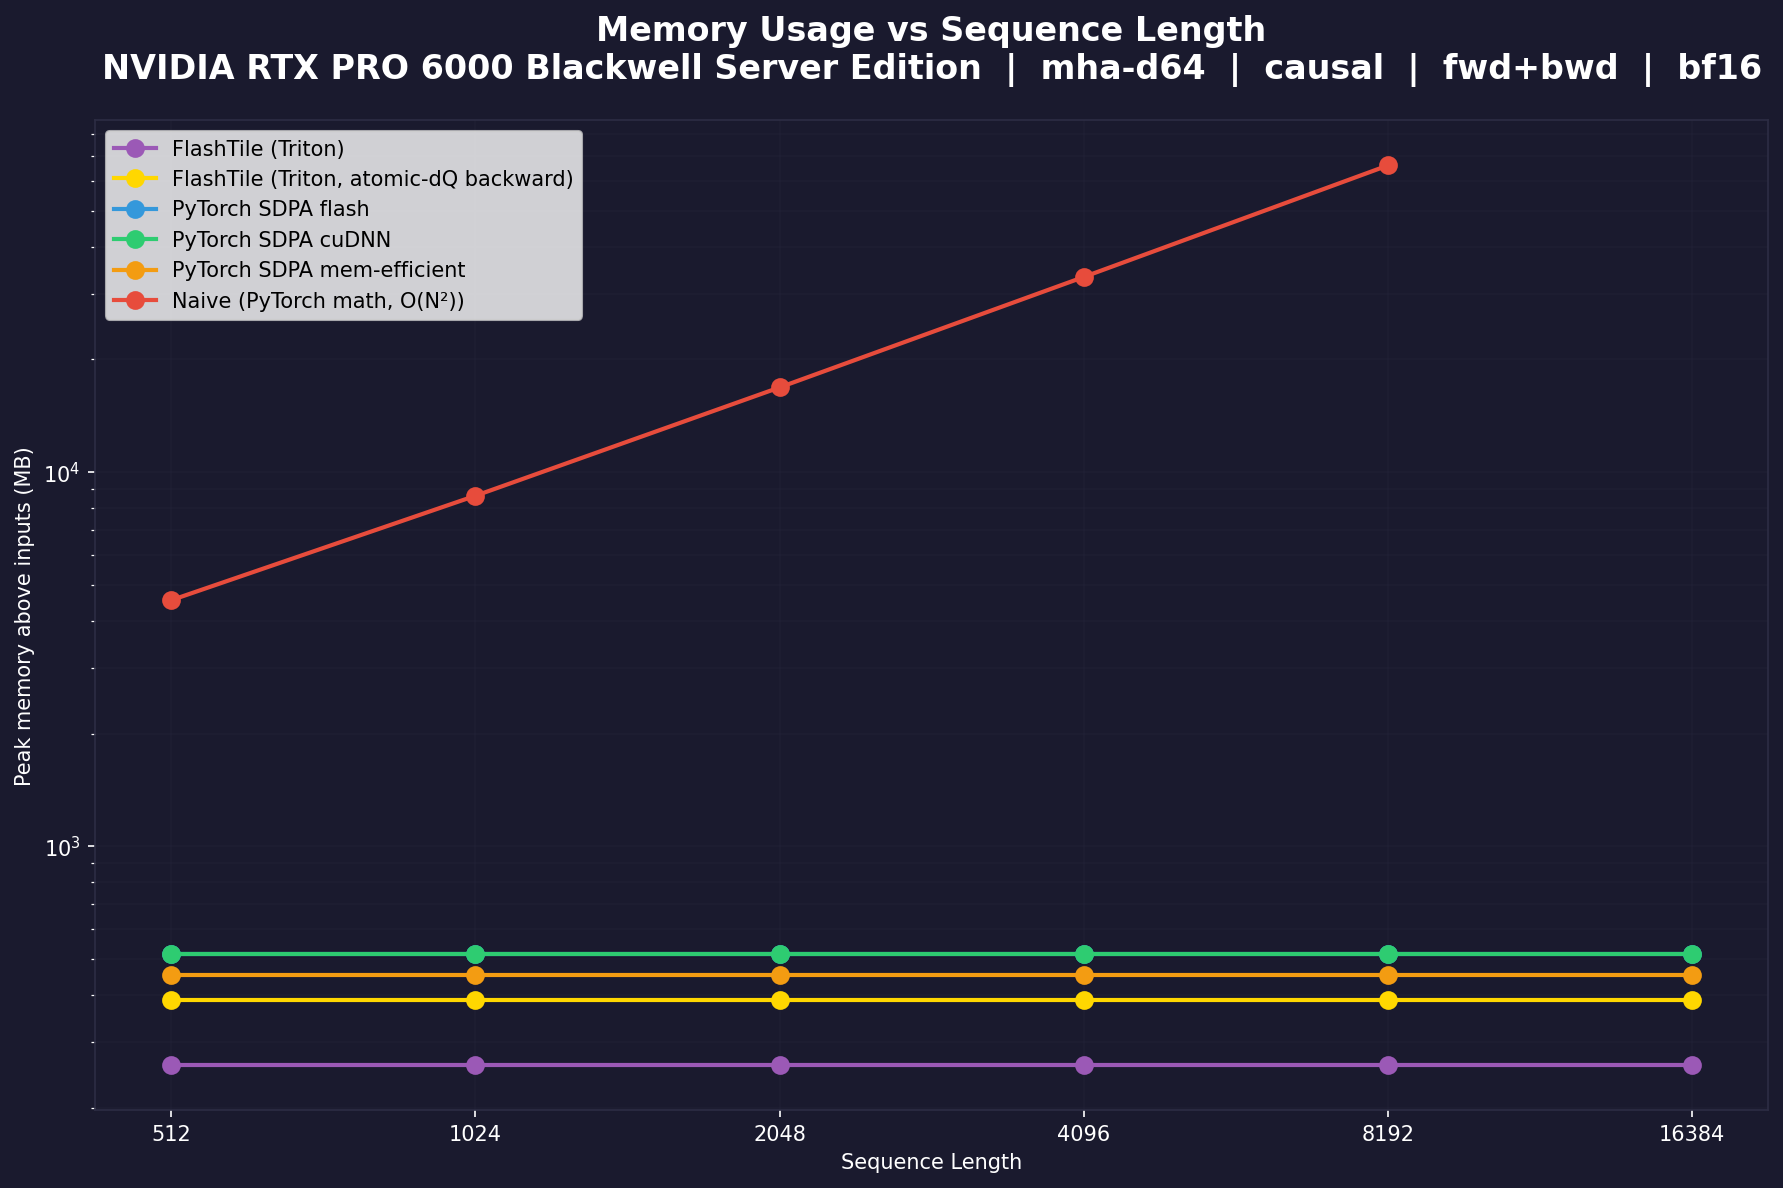 Memory Usage vs Sequence Length
NVIDIA RTX PRO 6000 Blackwell Server Edition | mha-d64 | causal | fwd+bwd | bf16
FlashTile (Triton)
FlashTile (Triton, atomic-dQ backward)
PyTorch SDPA flash
PyTorch SDPA cuDNN
PyTorch SDPA mem-efficient
Naive (PyTorch math, O(N²))
Peak memory above inputs (MB)
10⁴
10³
512 1024 2048 4096 8192 16384
Sequence Length